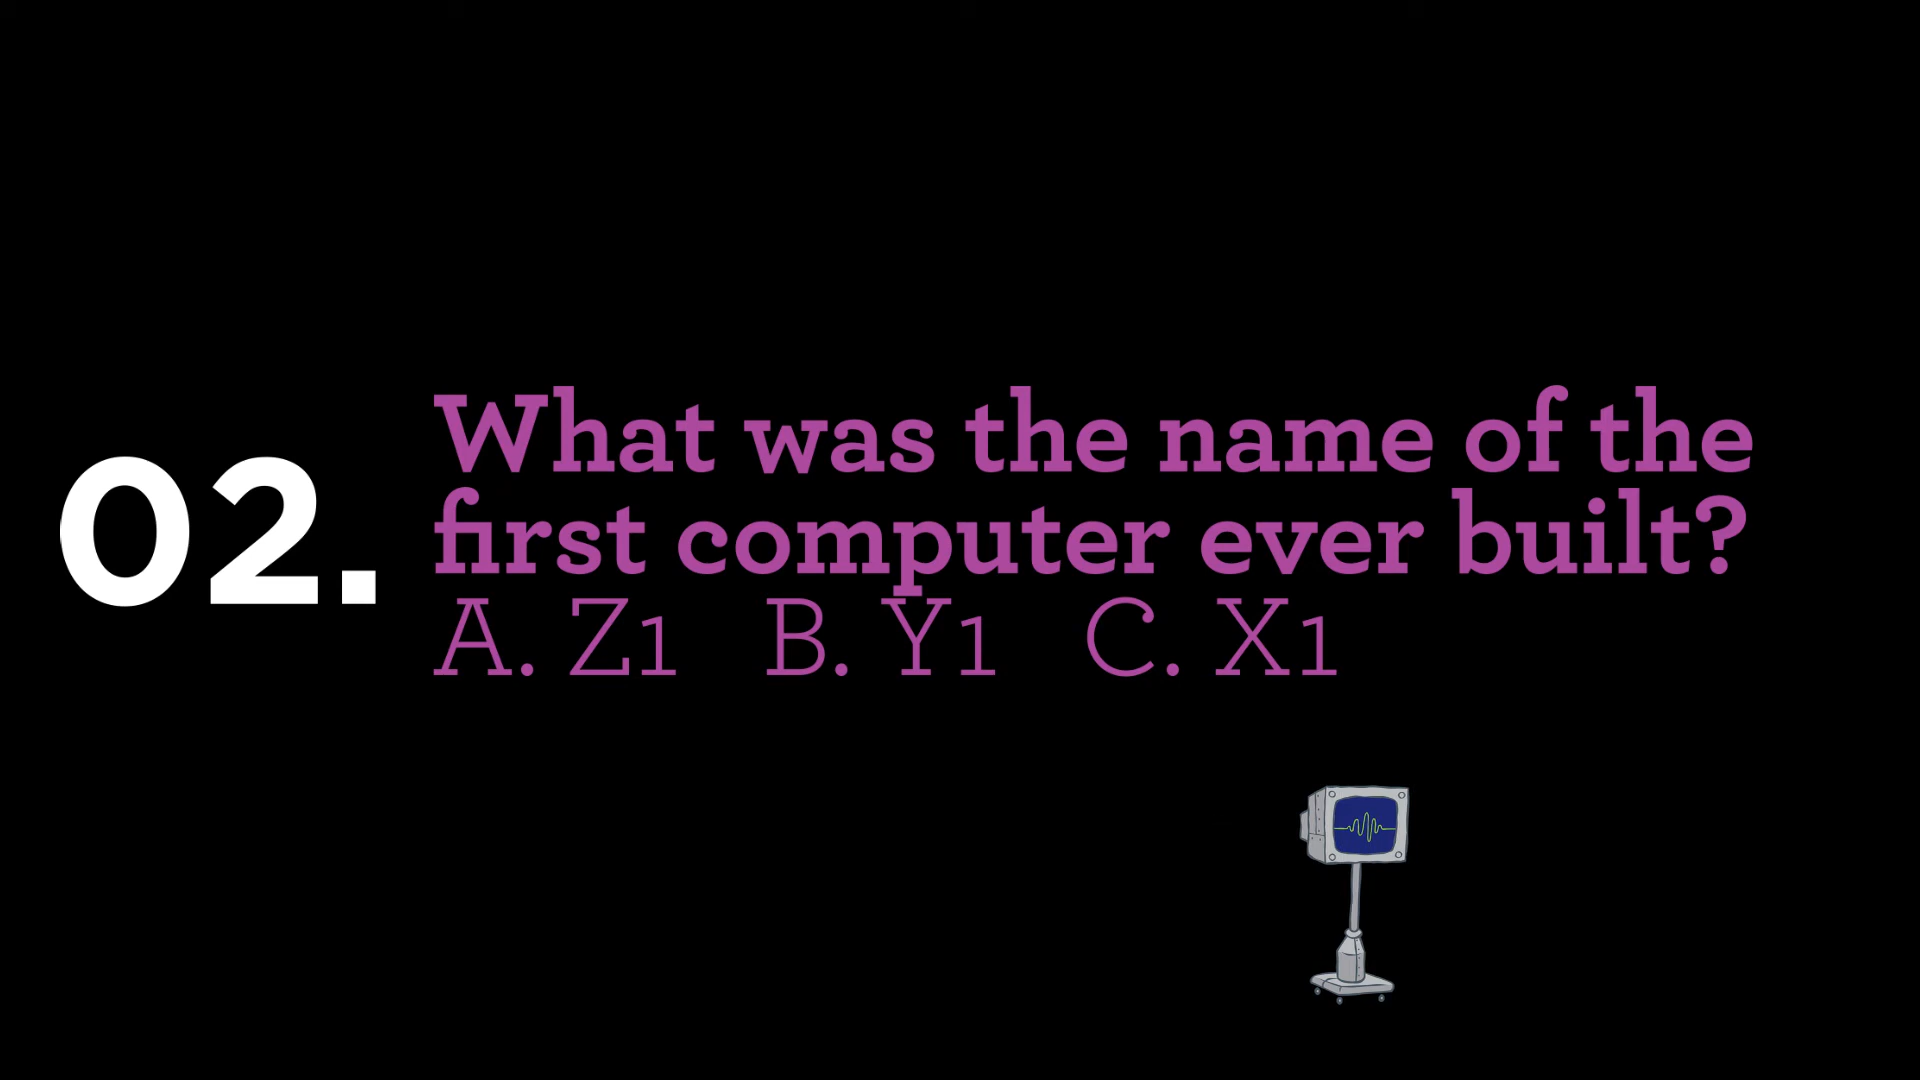 02.
What was the name of the
first computer ever built?
A. Z1 B. Y1 C. X1